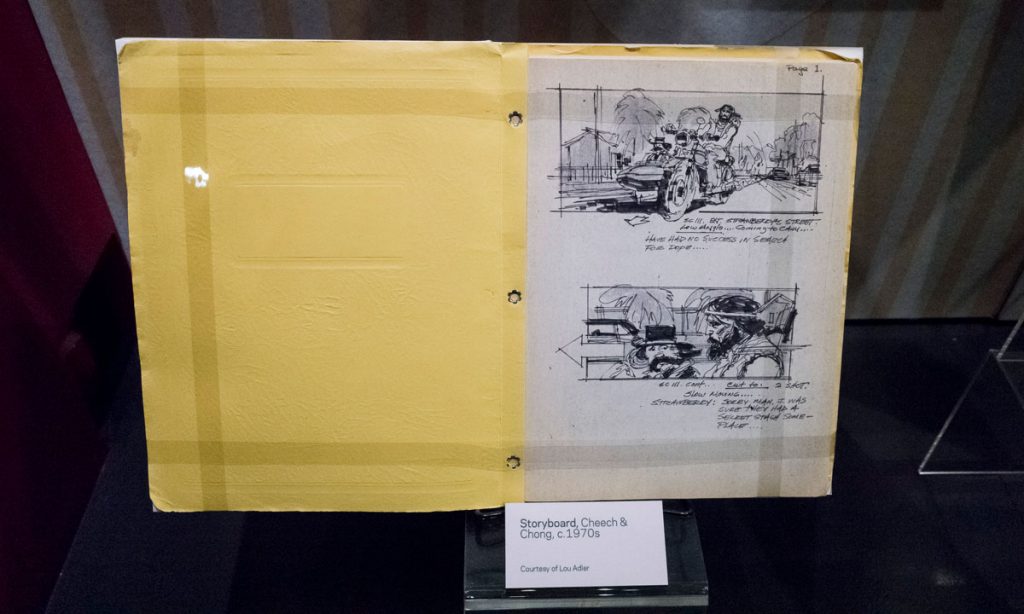 Page 1.
SC 111. EXT. STRAWBERRY'S STREET.
Low Angle.... Coming to CAM....
HAVE HAD NO SUCCESS IN SEARCH
FOR DOPE.....
SC 111. CONT.. CUT TO: 2 SHOT.
SLOW MOVING....
STRAWBERRY: SORRY MAN, I WAS
SURE THEY HAD A
SECRET STASH SOME-
PLACE....
Storyboard, Cheech &
Chong, c.1970s
Courtesy of Lou Adler